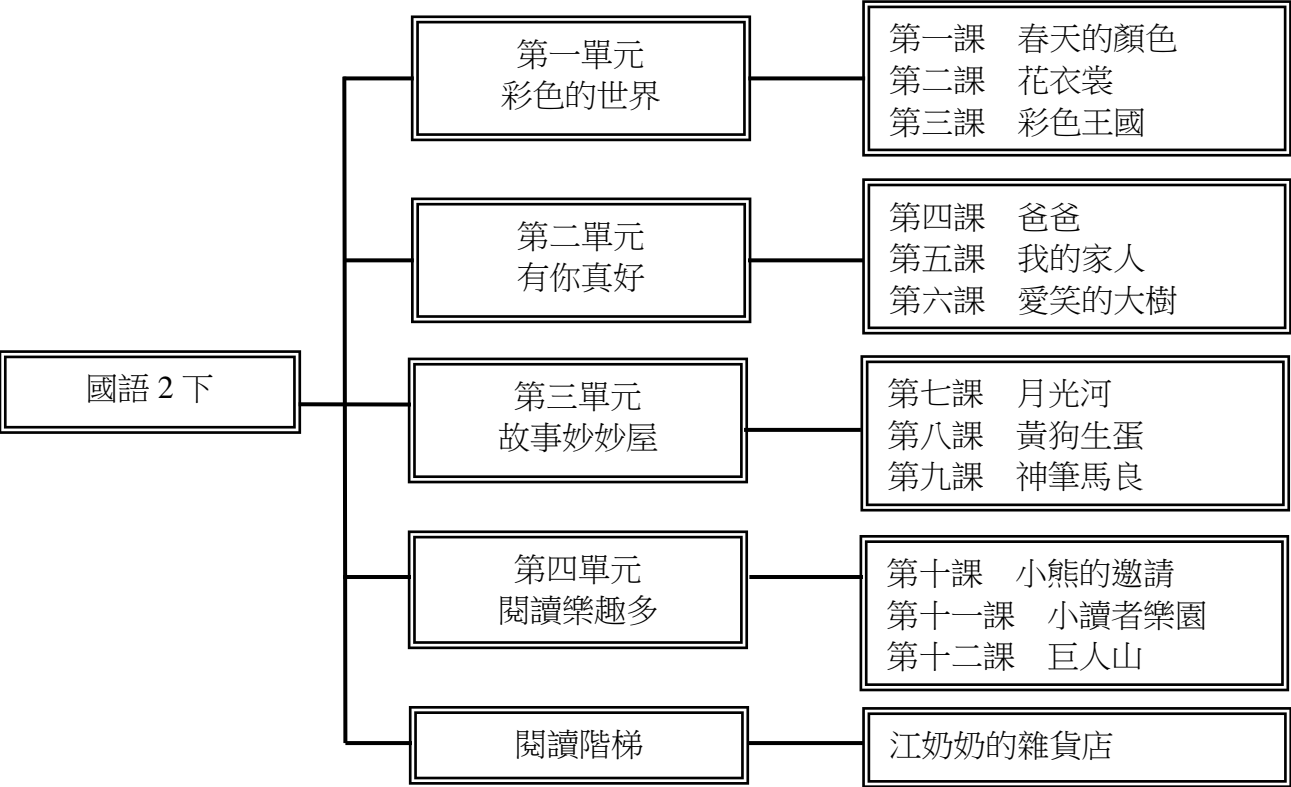 國語 2 下
第一單元
彩色的世界
第一課　春天的顏色
第二課　花衣裳
第三課　彩色王國
第二單元
有你真好
第四課　爸爸
第五課　我的家人
第六課　愛笑的大樹
第三單元
故事妙妙屋
第七課　月光河
第八課　黃狗生蛋
第九課　神筆馬良
第四單元
閱讀樂趣多
第十課　小熊的邀請
第十一課　小讀者樂園
第十二課　巨人山
閱讀階梯
江奶奶的雜貨店